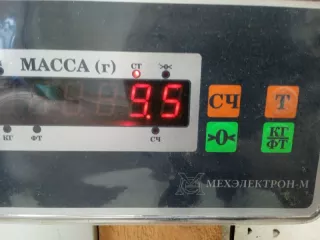 МАССА (г)
СТ
9.5
СЧ
Т
>0<
КГ
ФТ
КГ
ФТ
СЧ
МЕХЭЛЕКТРОН-М